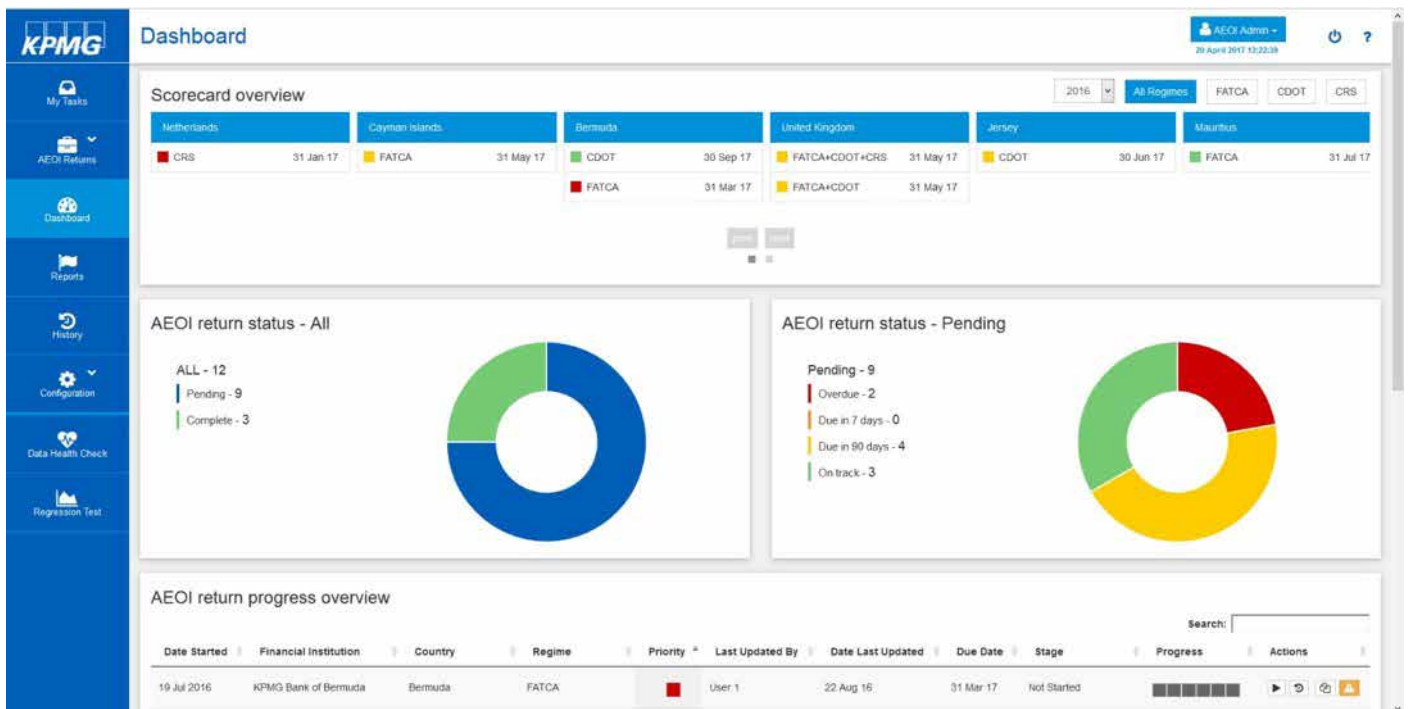 KPMG
Dashboard
AEOI Admin
20 April 2017 13:22:39
?
My Tasks
AEOI Returns
Dashboard
Reports
History
Configuration
Data Health Check
Regression Test
Scorecard overview
2016 All Regimes FATCA CDOT CRS
Netherlands Cayman Islands Bermuda United Kingdom Jersey Mauritius
CRS 31 Jan 17 FATCA 31 May 17 CDOT 30 Sep 17 FATCA+CDOT+CRS 31 May 17 CDOT 30 Jun 17 FATCA 31 Jul 17
FATCA 31 Mar 17 FATCA+CDOT 31 May 17
AEOI return status - All
ALL - 12
Pending - 9
Complete - 3
AEOI return status - Pending
Pending - 9
Overdue - 2
Due in 7 days - 0
Due in 90 days - 4
On track - 3
AEOI return progress overview
Search:
Date Started Financial Institution Country Regime Priority Last Updated By Date Last Updated Due Date Stage Progress Actions
19 Jul 2016 KPMG Bank of Bermuda Bermuda FATCA User 1 22 Aug 16 31 Mar 17 Not Started